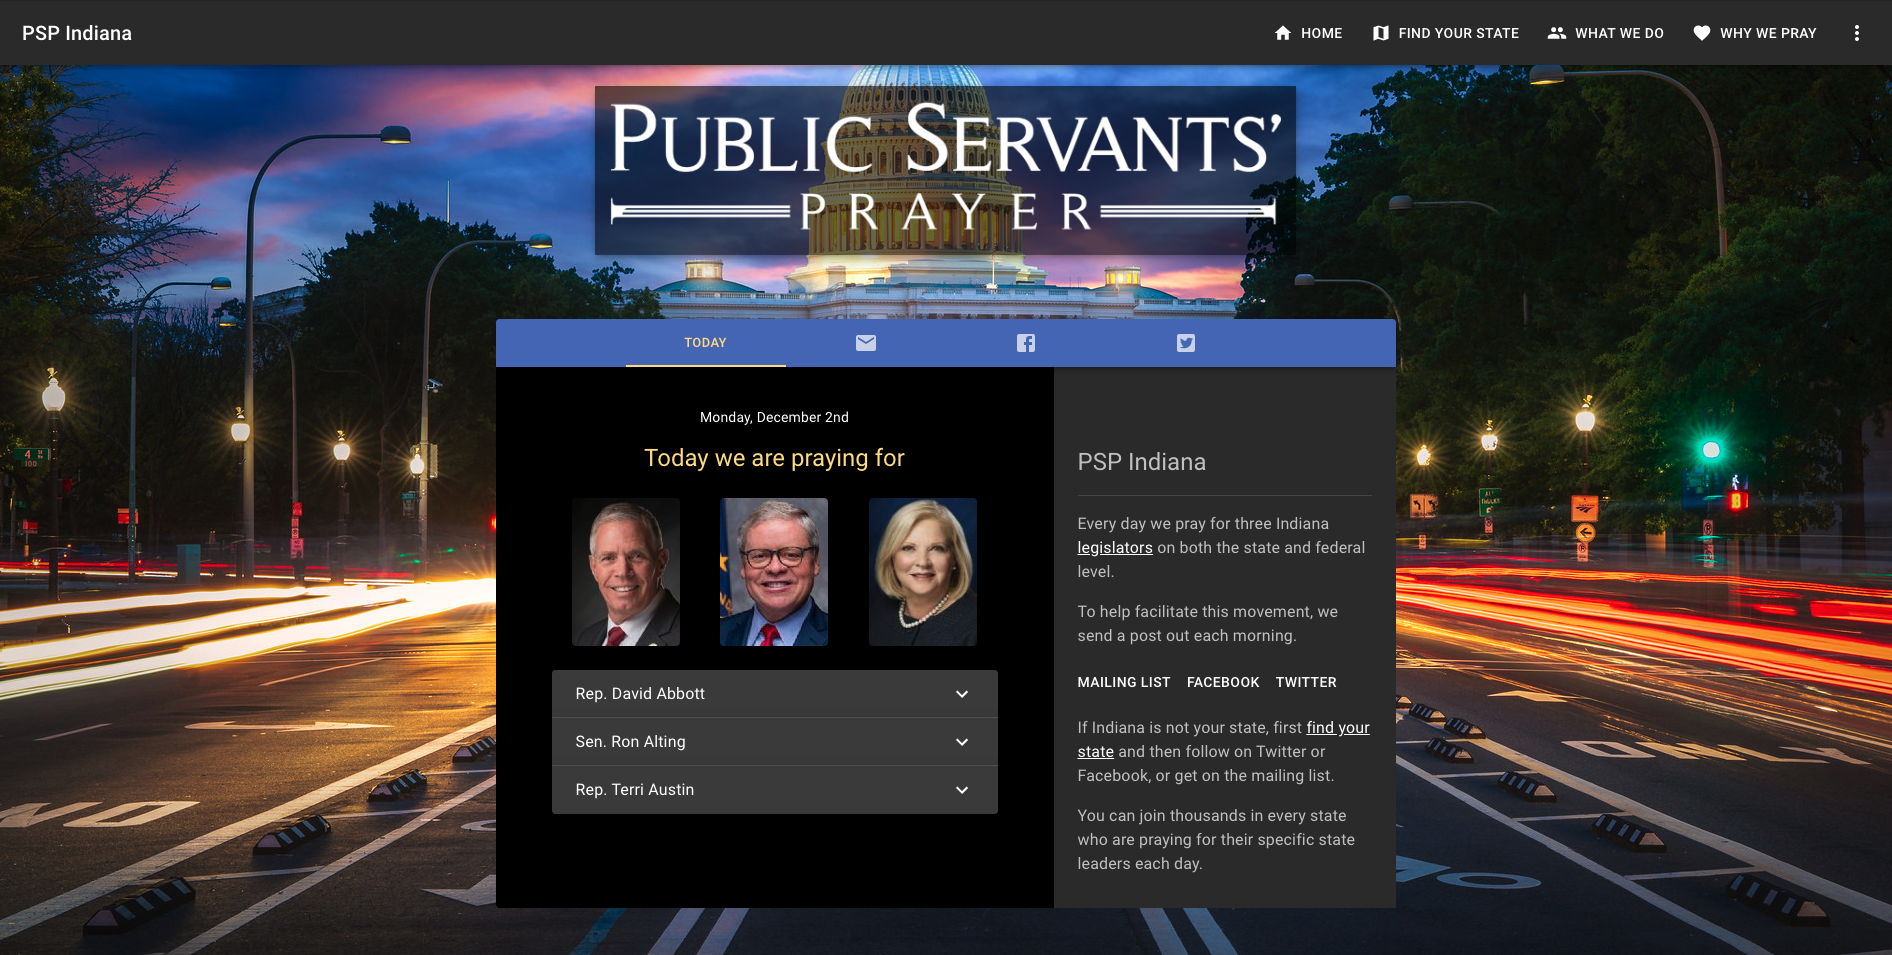 PSP Indiana
HOME
FIND YOUR STATE
WHAT WE DO
WHY WE PRAY
PUBLIC SERVANTS'
PRAYER
TODAY
Monday, December 2nd
Today we are praying for
Rep. David Abbott
Sen. Ron Alting
Rep. Terri Austin
PSP Indiana
Every day we pray for three Indiana
legislators on both the state and federal
level.
To help facilitate this movement, we
send a post out each morning.
MAILING LIST FACEBOOK TWITTER
If Indiana is not your state, first find your
state and then follow on Twitter or
Facebook, or get on the mailing list.
You can join thousands in every state
who are praying for their specific state
leaders each day.
4
100
ONLY